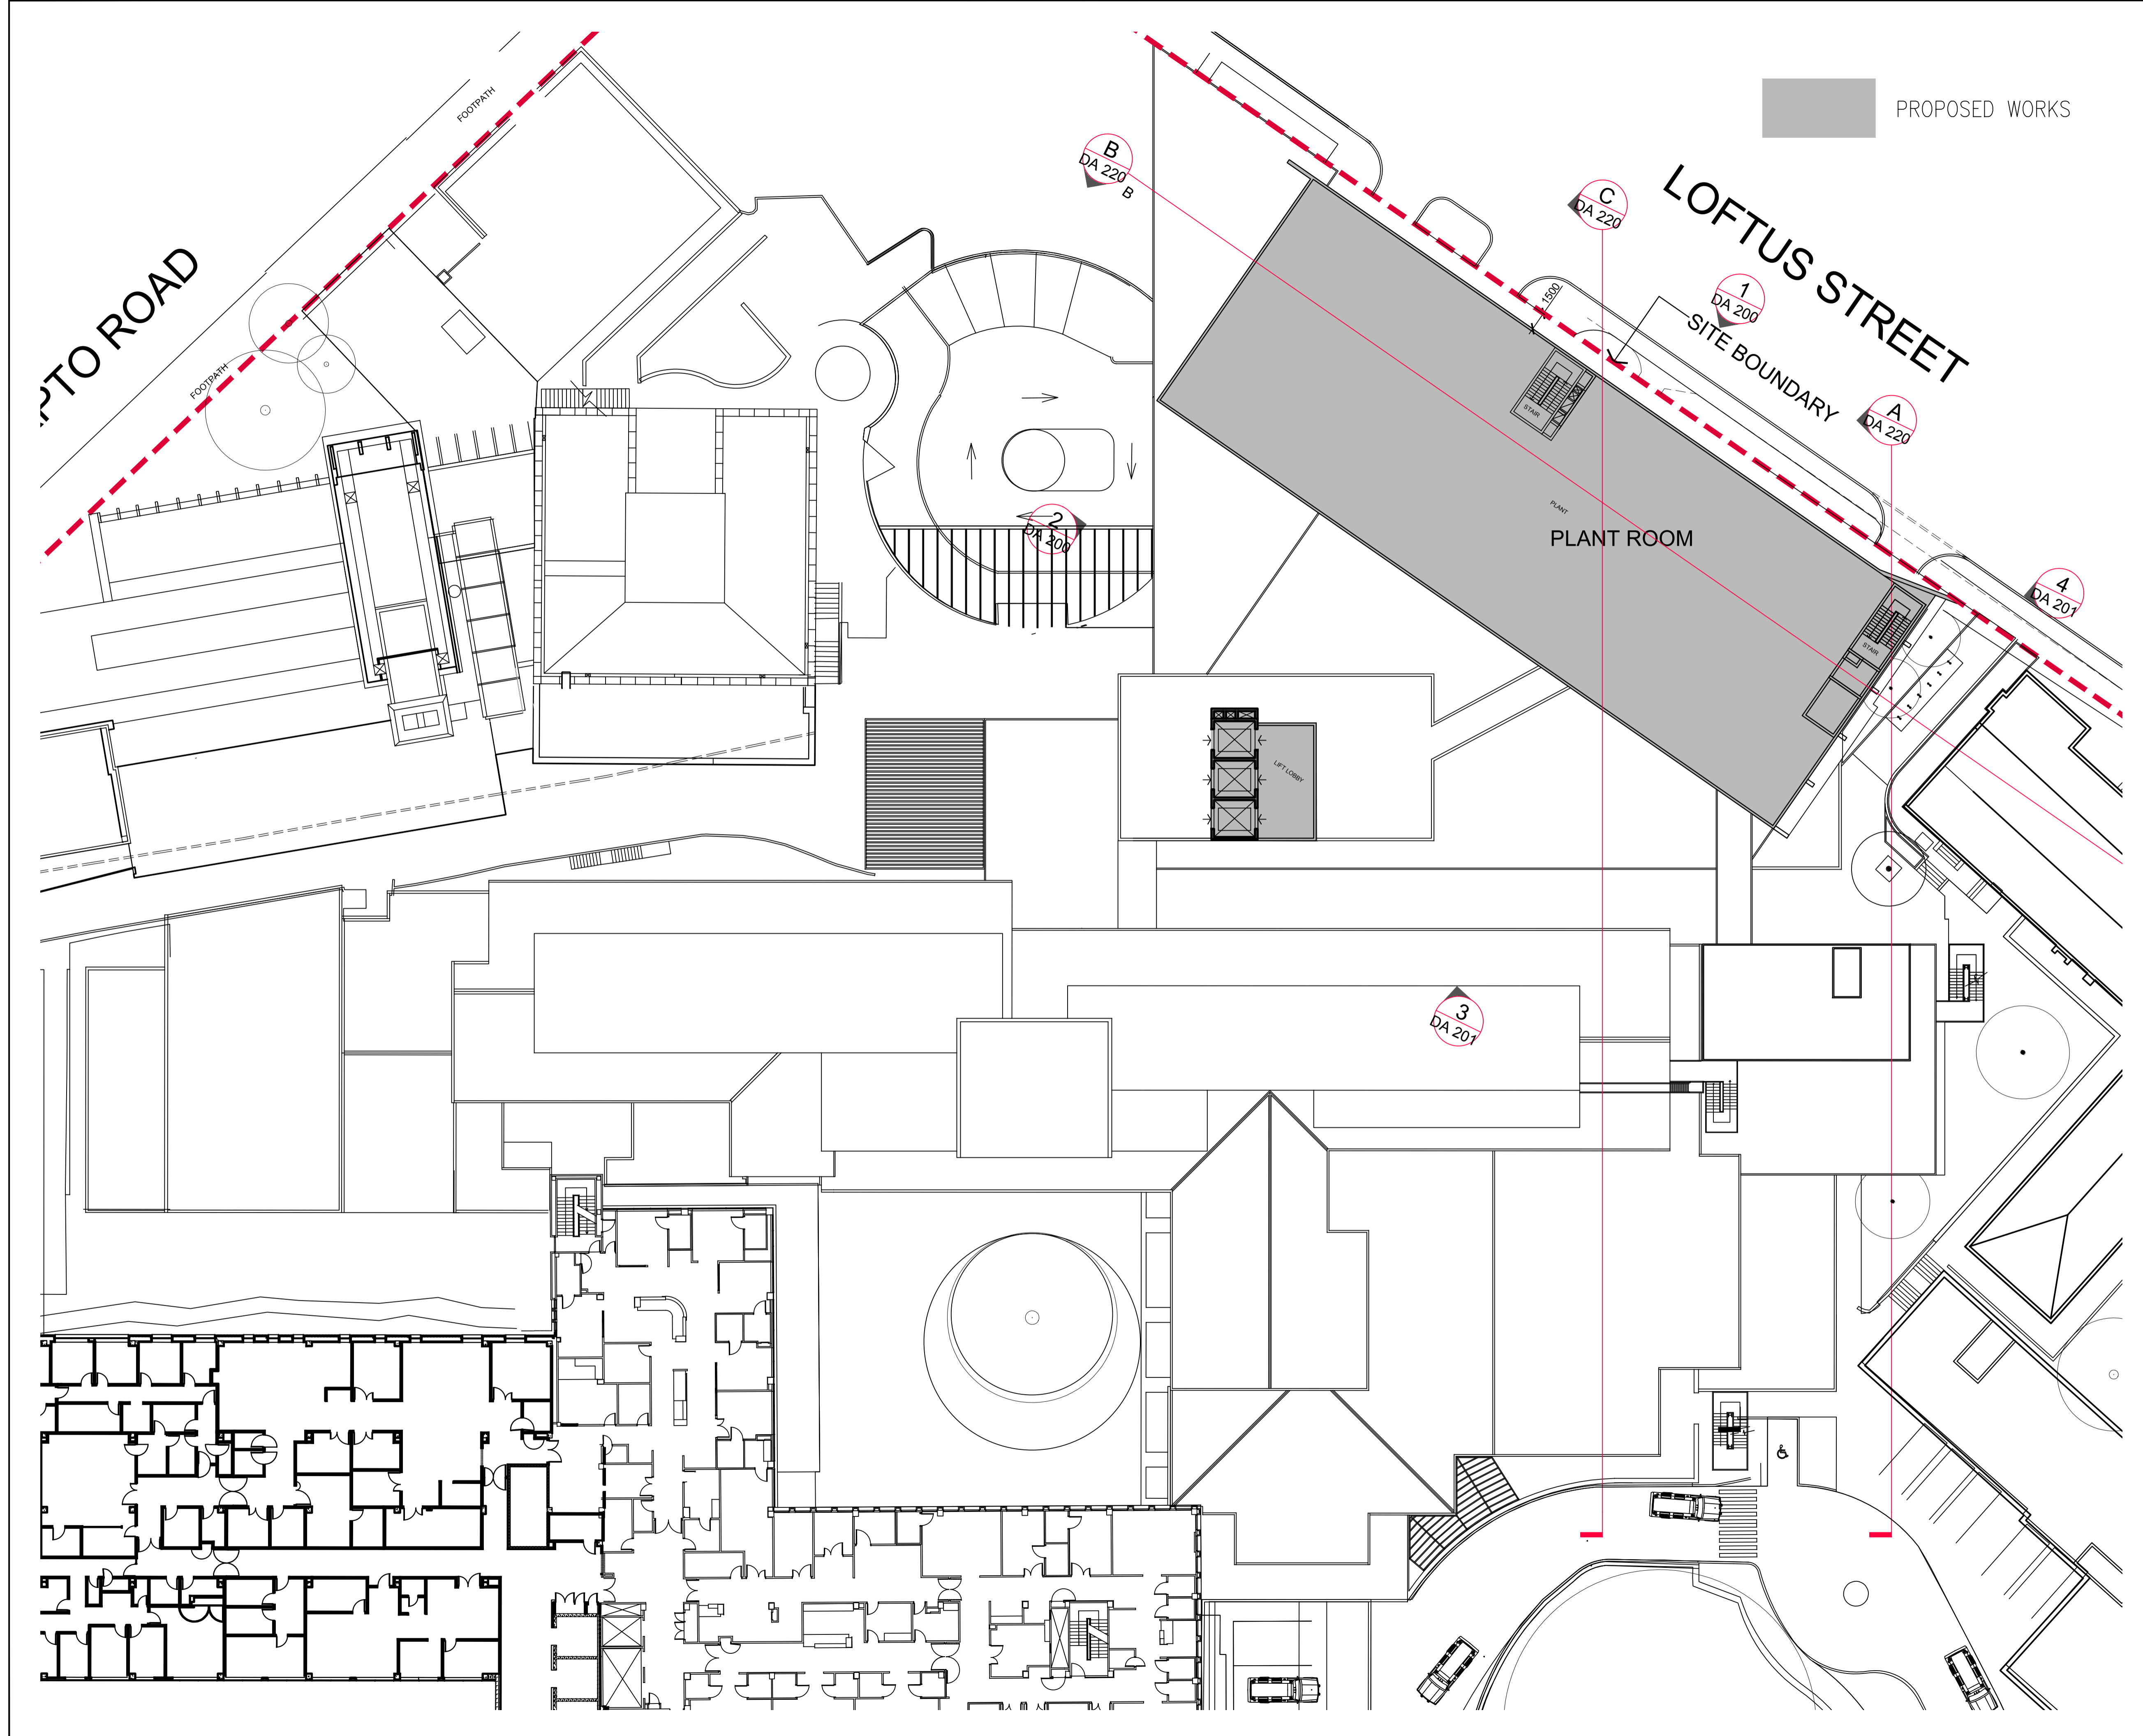 PROPOSED WORKS
FOOTPATH
B
DA 220
B
C
DA 220
LOFTUS STREET
1
DA 200
1500
SITE BOUNDARY
PTO ROAD
FOOTPATH
A
DA 220
STAIR
PLANT
PLANT ROOM
2
DA 200
4
DA 201
STAIR
LIFT LOBBY
3
DA 201